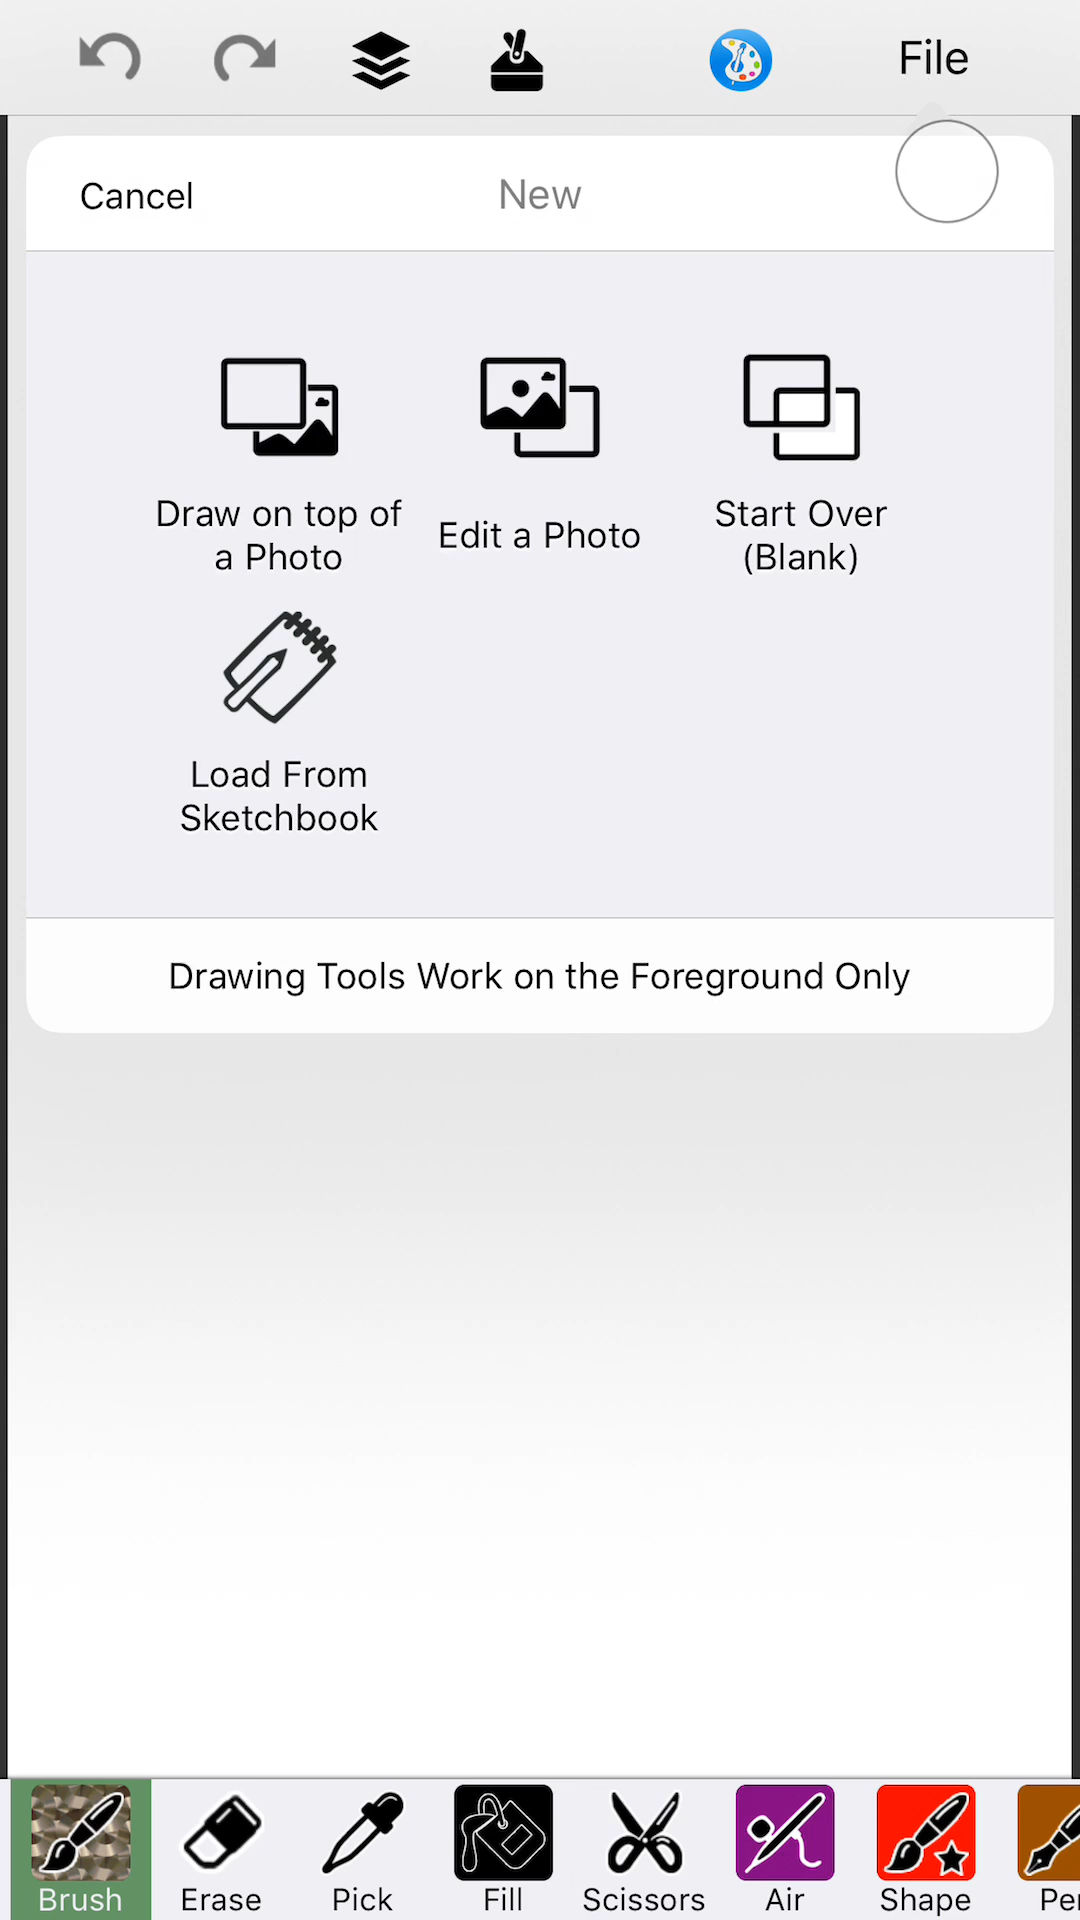 File
Cancel
New
Draw on top of
a Photo
Edit a Photo
Start Over
(Blank)
Load From
Sketchbook
Drawing Tools Work on the Foreground Only
Brush
Erase
Pick
Fill
Scissors
Air
Shape